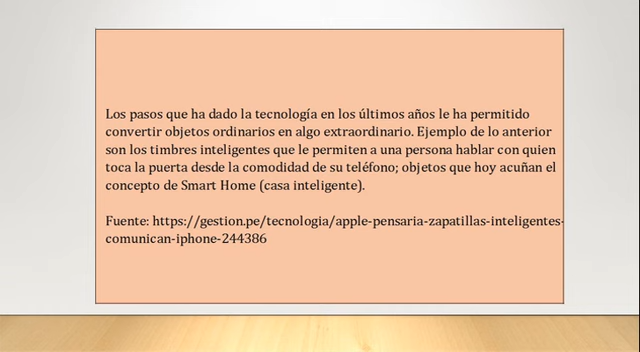 Los pasos que ha dado la tecnología en los últimos años le ha permitido
convertir objetos ordinarios en algo extraordinario. Ejemplo de lo anterior
son los timbres inteligentes que le permiten a una persona hablar con quien
toca la puerta desde la comodidad de su teléfono; objetos que hoy acuñan el
concepto de Smart Home (casa inteligente).
Fuente: https://gestion.pe/tecnologia/apple-pensaria-zapatillas-inteligentes-
comunican-iphone-244386